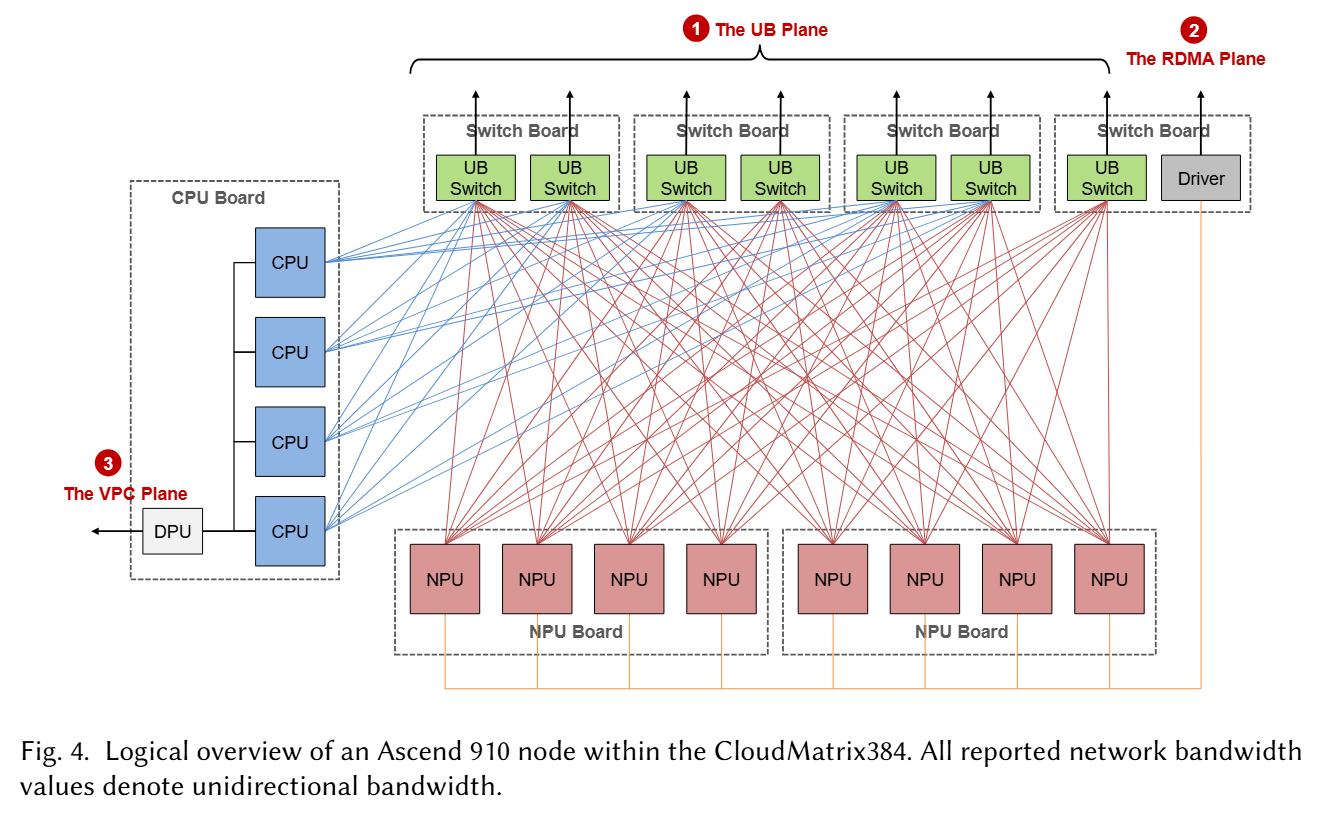 1 The UB Plane
2
The RDMA Plane
Switch Board
Switch Board
Switch Board
Switch Board
UB
Switch
UB
Switch
UB
Switch
UB
Switch
UB
Switch
UB
Switch
UB
Switch
Driver
CPU Board
CPU
CPU
CPU
CPU
3
The VPC Plane
DPU
NPU
NPU
NPU
NPU
NPU
NPU
NPU
NPU
NPU Board
NPU Board
Fig. 4. Logical overview of an Ascend 910 node within the CloudMatrix384. All reported network bandwidth
values denote unidirectional bandwidth.